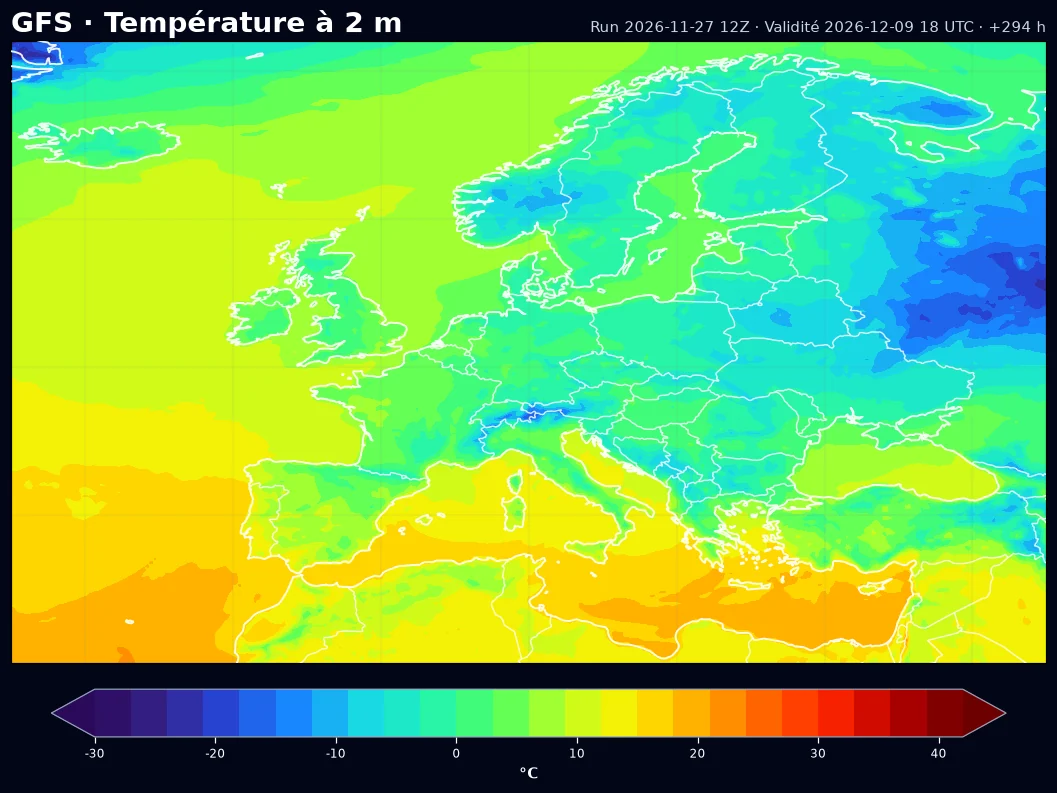 GFS · Température à 2 m
Run 2026-11-27 12Z · Validité 2026-12-09 18 UTC · +294 h
-30 -20 -10 0 10 20 30 40
°C